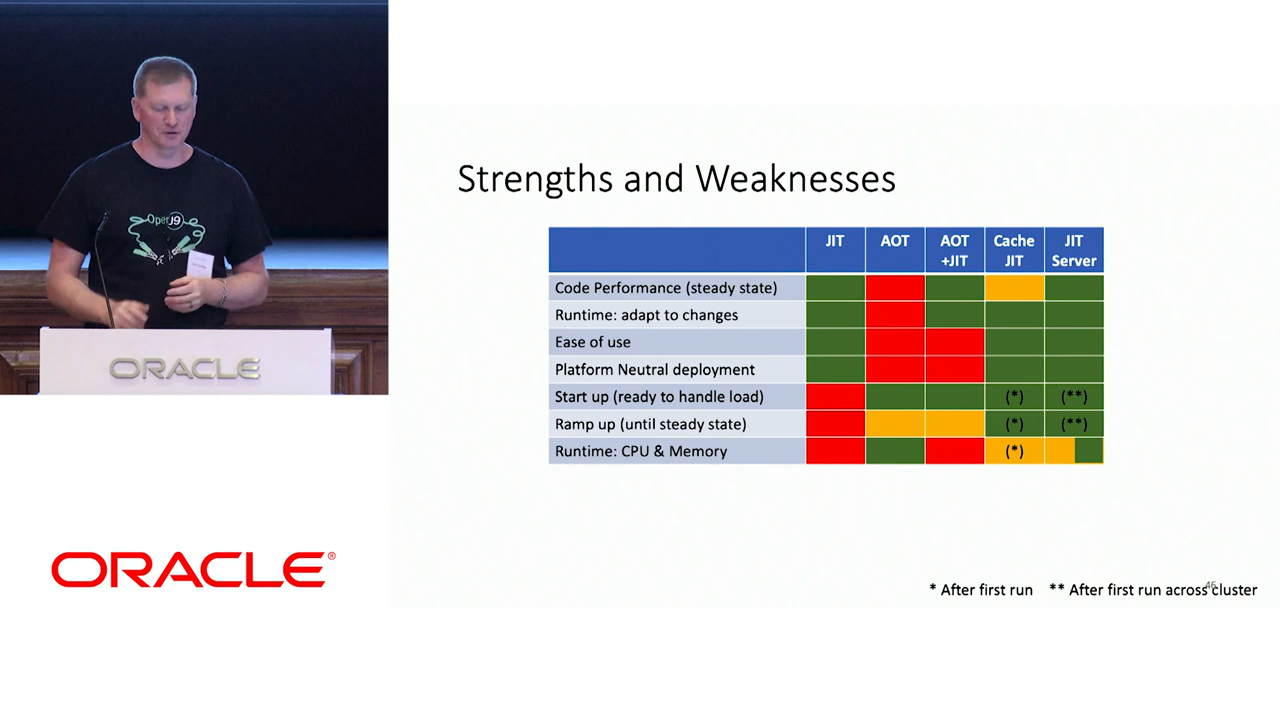 Strengths and Weaknesses
JIT AOT AOT +JIT Cache JIT JIT Server
Code Performance (steady state)
Runtime: adapt to changes
Ease of use
Platform Neutral deployment
Start up (ready to handle load) (*) (**)
Ramp up (until steady state) (*) (**)
Runtime: CPU & Memory (*)
* After first run ** After first run across cluster
46
OpenJ9
ORACLE
ORACLE®